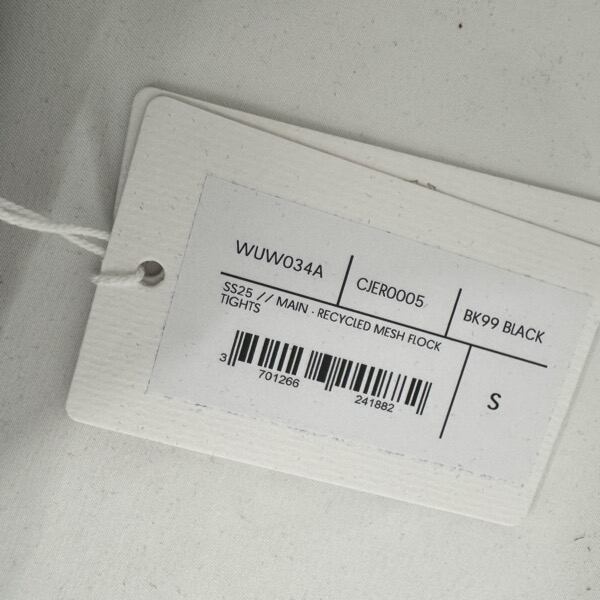 WUW034A
CJER0005
BK99 BLACK
SS25 // MAIN - RECYCLED MESH FLOCK
TIGHTS
S
3 701266 241882